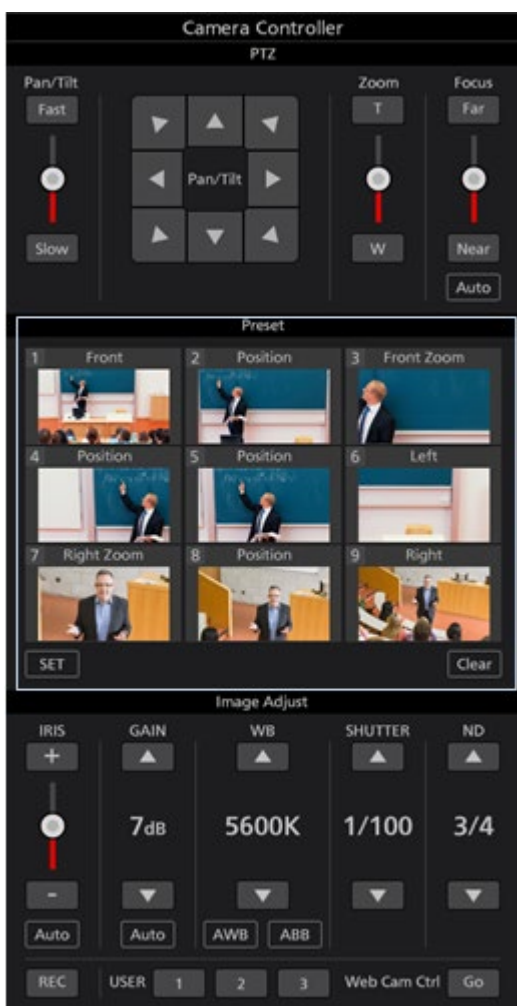 Camera Controller
PTZ
Pan/Tilt Zoom Focus
Fast T Far
Pan/Tilt
Slow W Near
Auto
Preset
1 Front 2 Position 3 Front Zoom
4 Position 5 Position 6 Left
7 Right Zoom 8 Position 9 Right
SET Clear
Image Adjust
IRIS GAIN WB SHUTTER ND
+
7dB 5600K 1/100 3/4
-
Auto Auto AWB ABB
REC USER 1 2 3 Web Cam Ctrl Go